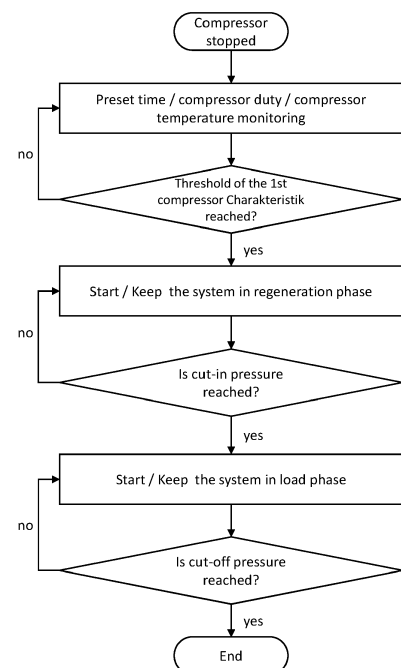 Compressor
stopped
Preset time / compressor duty / compressor
temperature monitoring
no
Threshold of the 1st
compressor Charakteristik
reached?
yes
Start / Keep the system in regeneration phase
no
Is cut-in pressure
reached?
yes
Start / Keep the system in load phase
no
Is cut-off pressure
reached?
yes
End